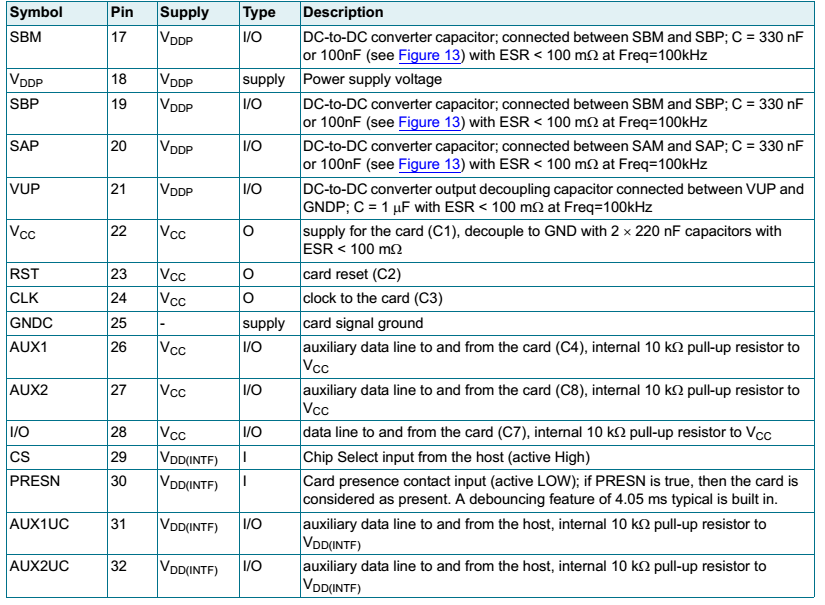 Symbol Pin Supply Type Description
SBM 17 VDDP I/O DC-to-DC converter capacitor; connected between SBM and SBP; C = 330 nF
or 100nF (see Figure 13) with ESR < 100 mΩ at Freq=100kHz
VDDP 18 VDDP supply Power supply voltage
SBP 19 VDDP I/O DC-to-DC converter capacitor; connected between SBM and SBP; C = 330 nF
or 100nF (see Figure 13) with ESR < 100 mΩ at Freq=100kHz
SAP 20 VDDP I/O DC-to-DC converter capacitor; connected between SAM and SAP; C = 330 nF
or 100nF (see Figure 13) with ESR < 100 mΩ at Freq=100kHz
VUP 21 VDDP I/O DC-to-DC converter output decoupling capacitor connected between VUP and
GNDP; C = 1 μF with ESR < 100 mΩ at Freq=100kHz
VCC 22 VCC O supply for the card (C1), decouple to GND with 2 × 220 nF capacitors with
ESR < 100 mΩ
RST 23 VCC O card reset (C2)
CLK 24 VCC O clock to the card (C3)
GNDC 25 - supply card signal ground
AUX1 26 VCC I/O auxiliary data line to and from the card (C4), internal 10 kΩ pull-up resistor to
VCC
AUX2 27 VCC I/O auxiliary data line to and from the card (C8), internal 10 kΩ pull-up resistor to
VCC
I/O 28 VCC I/O data line to and from the card (C7), internal 10 kΩ pull-up resistor to VCC
CS 29 VDD(INTF) I Chip Select input from the host (active High)
PRESN 30 VDD(INTF) I Card presence contact input (active LOW); if PRESN is true, then the card is
considered as present. A debouncing feature of 4.05 ms typical is built in.
AUX1UC 31 VDD(INTF) I/O auxiliary data line to and from the host, internal 10 kΩ pull-up resistor to
VDD(INTF)
AUX2UC 32 VDD(INTF) I/O auxiliary data line to and from the host, internal 10 kΩ pull-up resistor to
VDD(INTF)